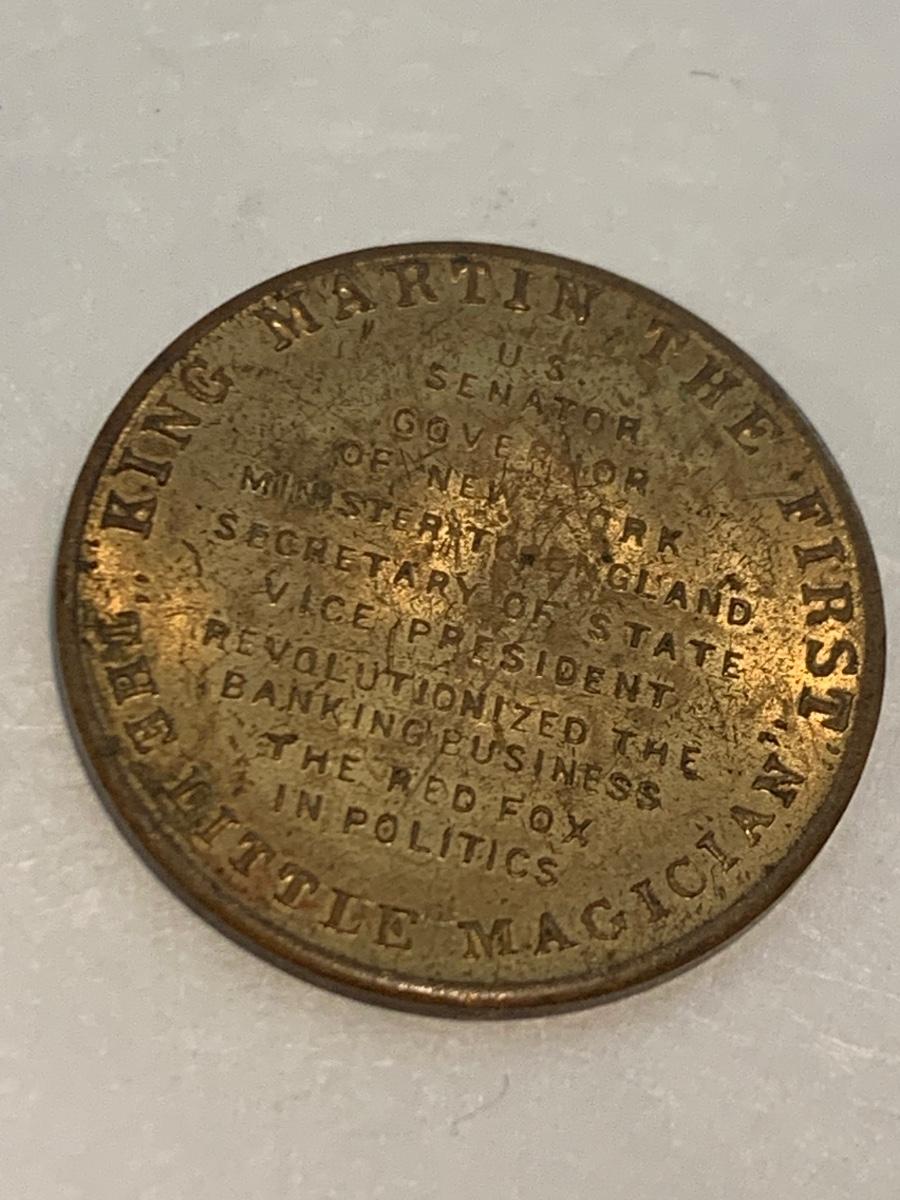 "KING MARTIN THE FIRST"
U.S.
SENATOR
GOVERNOR
OF NEW YORK
MINISTER TO ENGLAND
SECRETARY OF STATE
VICE PRESIDENT
REVOLUTIONIZED THE
BANKING BUSINESS
THE RED FOX
IN POLITICS
"THE LITTLE MAGICIAN"